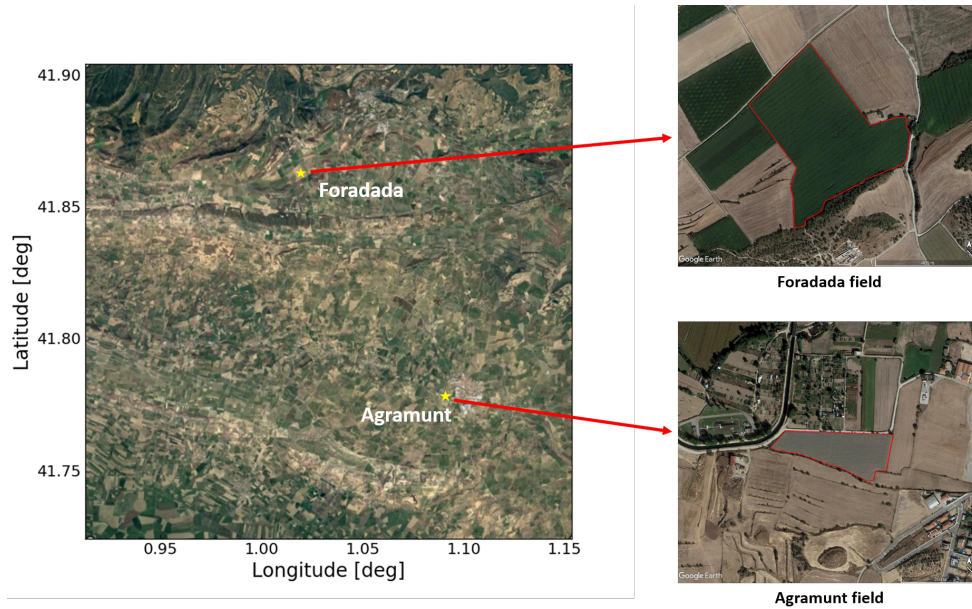 41.90
41.85
41.80
41.75
Latitude [deg]
0.95
1.00
1.05
1.10
1.15
Longitude [deg]
Foradada
Agramunt
Google Earth
Foradada field
Google Earth
Agramunt field